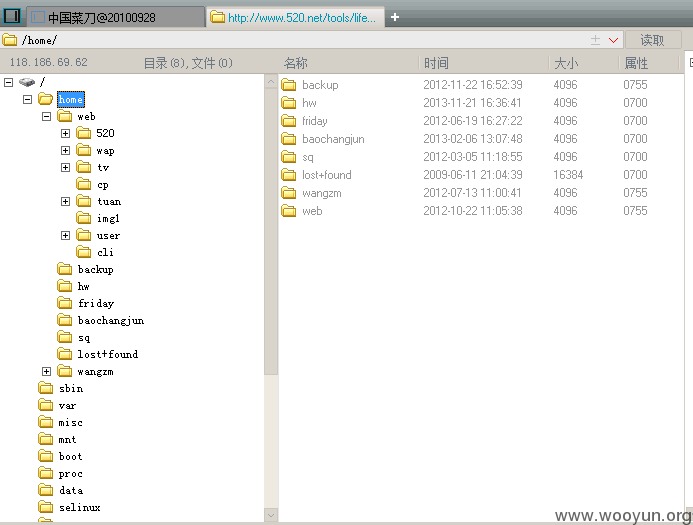 中国菜刀@20100928
http://www.520.net/tools/life...
/home/
读取
118.186.69.62 目录(8),文件(0) 名称 时间 大小 属性
/
home
web
520
wap
tv
cp
tuan
img1
user
cli
backup
hw
friday
baochangjun
sq
lost+found
wangzm
sbin
var
misc
mnt
boot
proc
data
selinux
backup 2012-11-22 16:52:39 4096 0755
hw 2013-11-21 16:36:41 4096 0700
friday 2012-06-19 16:27:22 4096 0700
baochangjun 2013-02-06 13:07:48 4096 0700
sq 2012-03-05 11:18:55 4096 0700
lost+found 2009-06-11 21:04:39 16384 0700
wangzm 2012-07-13 11:00:41 4096 0755
web 2012-10-22 11:05:38 4096 0755
www.wooyun.org